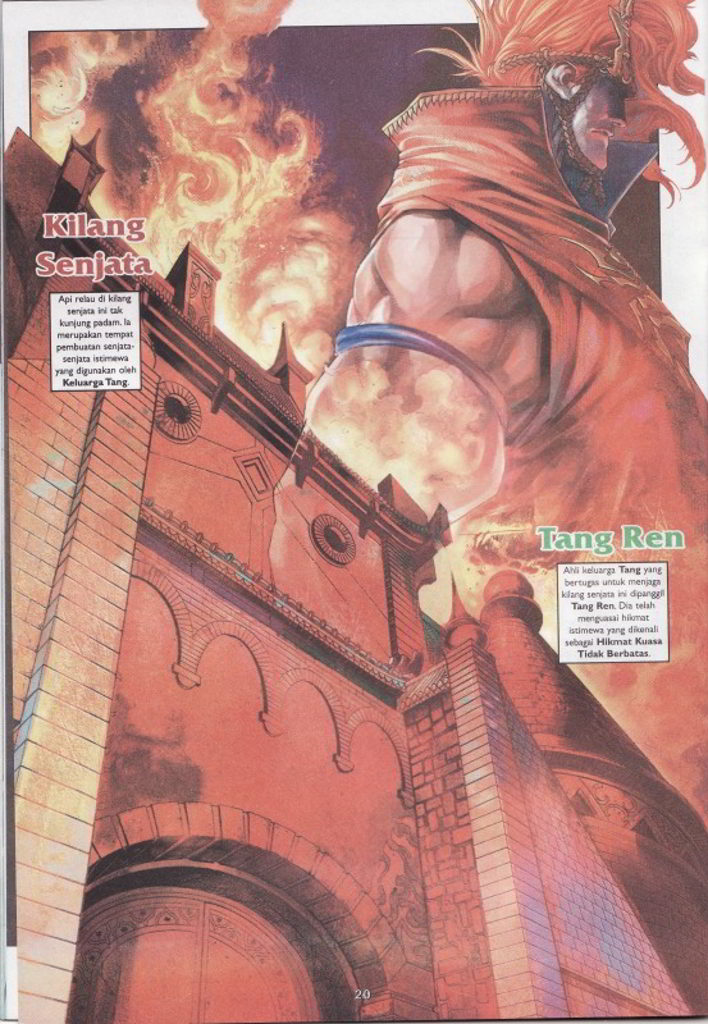 Kilang
Senjata
Api relau di kilang
senjata ini tak
kunjung padam. Ia
merupakan tempat
pembuatan senjata-
senjata istimewa
yang digunakan oleh
Keluarga Tang.
Tang Ren
Ahli keluarga Tang yang
bertugas untuk menjaga
kilang senjata ini dipanggil
Tang Ren. Dia telah
menguasai hikmat
istimewa yang dikenali
sebagai Hikmat Kuasa
Tidak Berbatas.
20